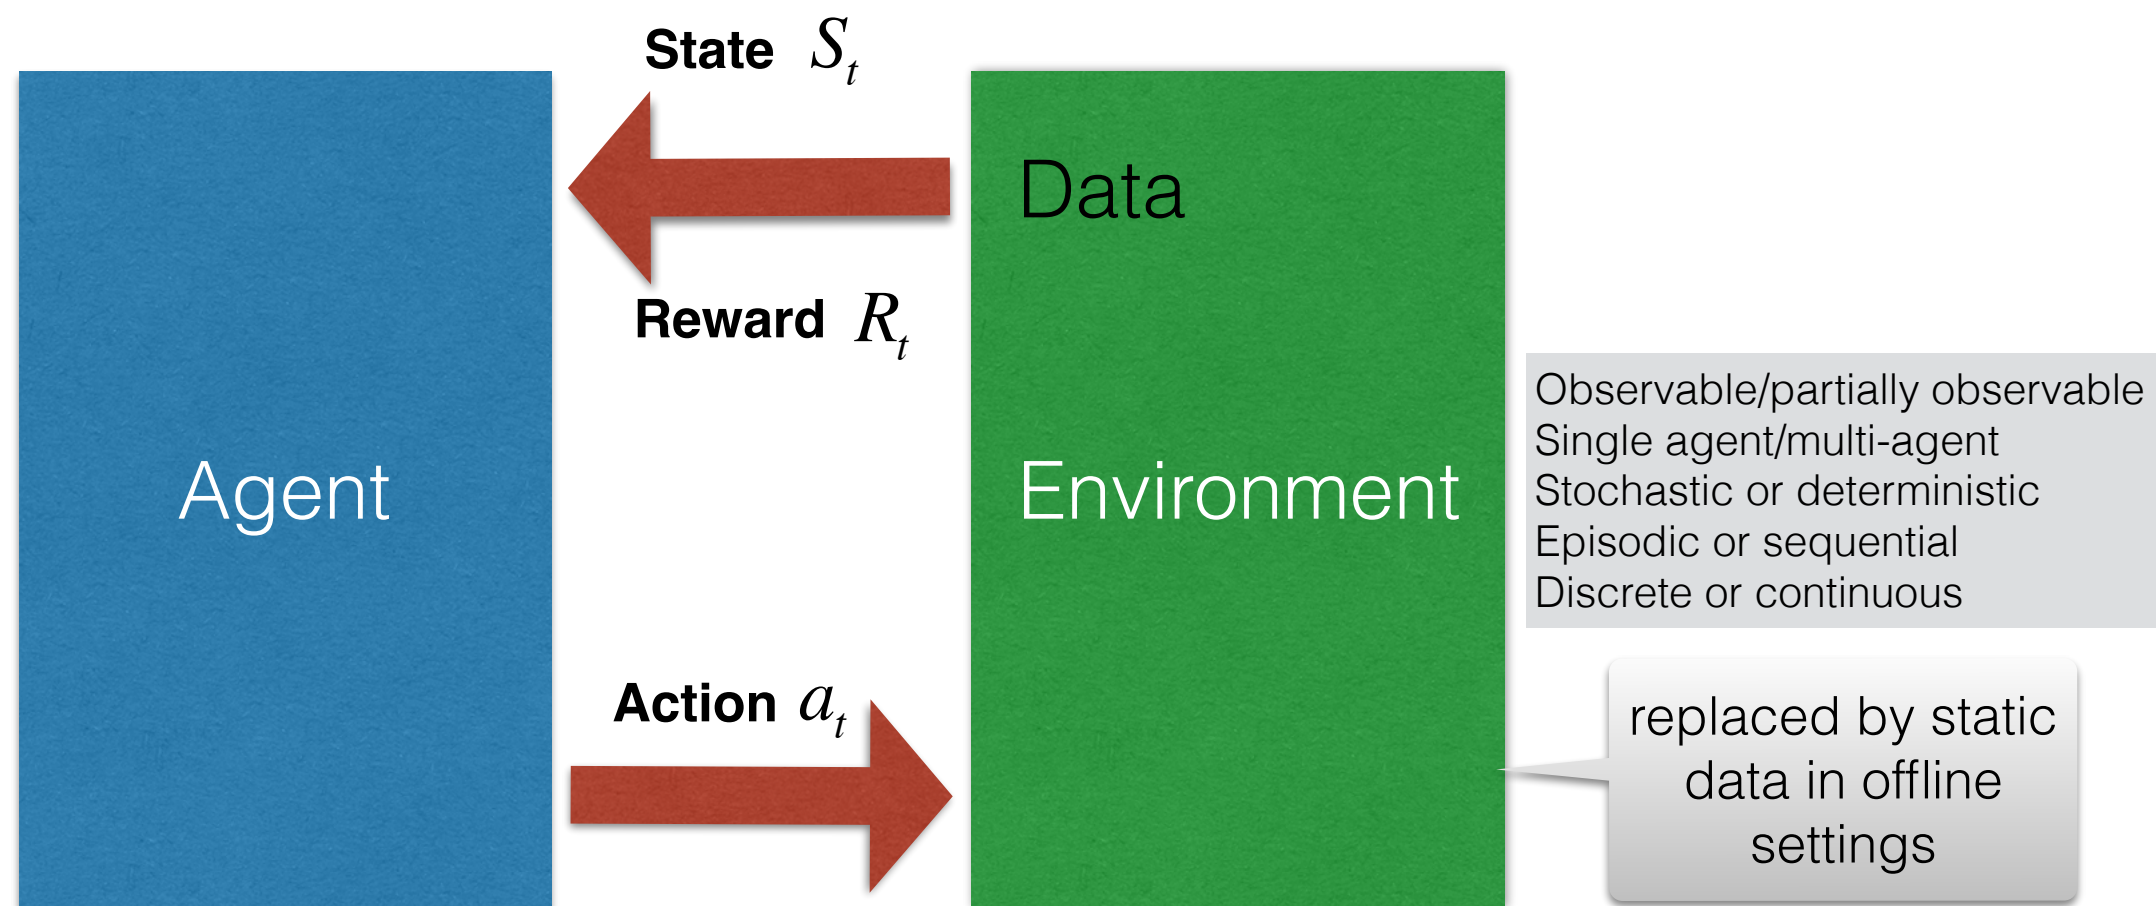 State S_t
Data
Reward R_t
Agent
Environment
Observable/partially observable
Single agent/multi-agent
Stochastic or deterministic
Episodic or sequential
Discrete or continuous
Action a_t
replaced by static
data in offline
settings